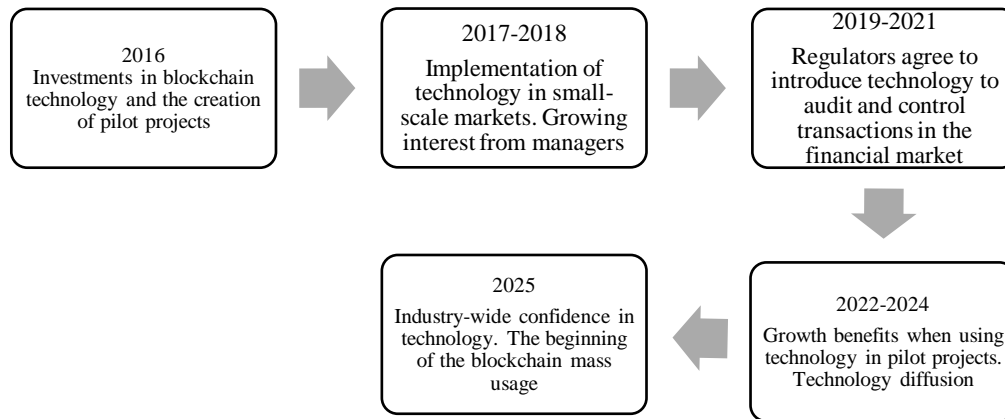 2016
Investments in blockchain
technology and the creation
of pilot projects
2017-2018
Implementation of
technology in small-
scale markets. Growing
interest from managers
2019-2021
Regulators agree to
introduce technology to
audit and control
transactions in the
financial market
2022-2024
Growth benefits when using
technology in pilot projects.
Technology diffusion
2025
Industry-wide confidence in
technology. The beginning
of the blockchain mass
usage